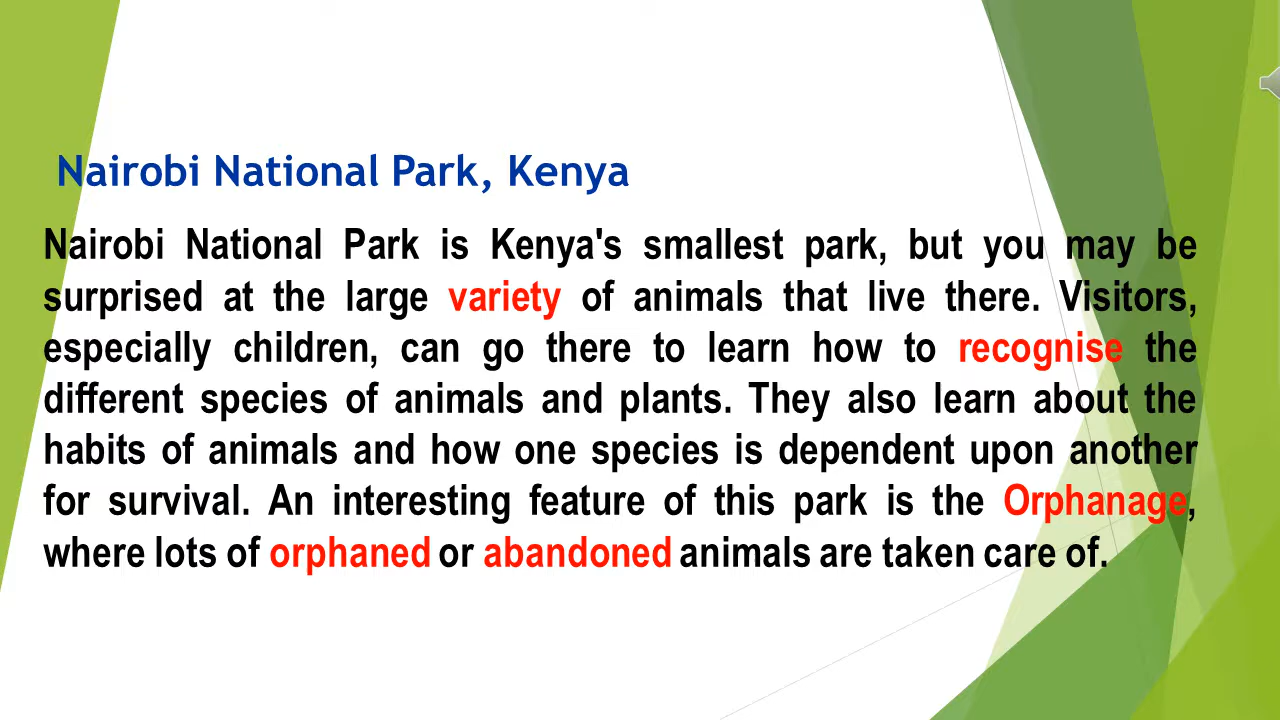 Nairobi National Park, Kenya
Nairobi National Park is Kenya's smallest park, but you may be
surprised at the large variety of animals that live there. Visitors,
especially children, can go there to learn how to recognise the
different species of animals and plants. They also learn about the
habits of animals and how one species is dependent upon another
for survival. An interesting feature of this park is the Orphanage,
where lots of orphaned or abandoned animals are taken care of.